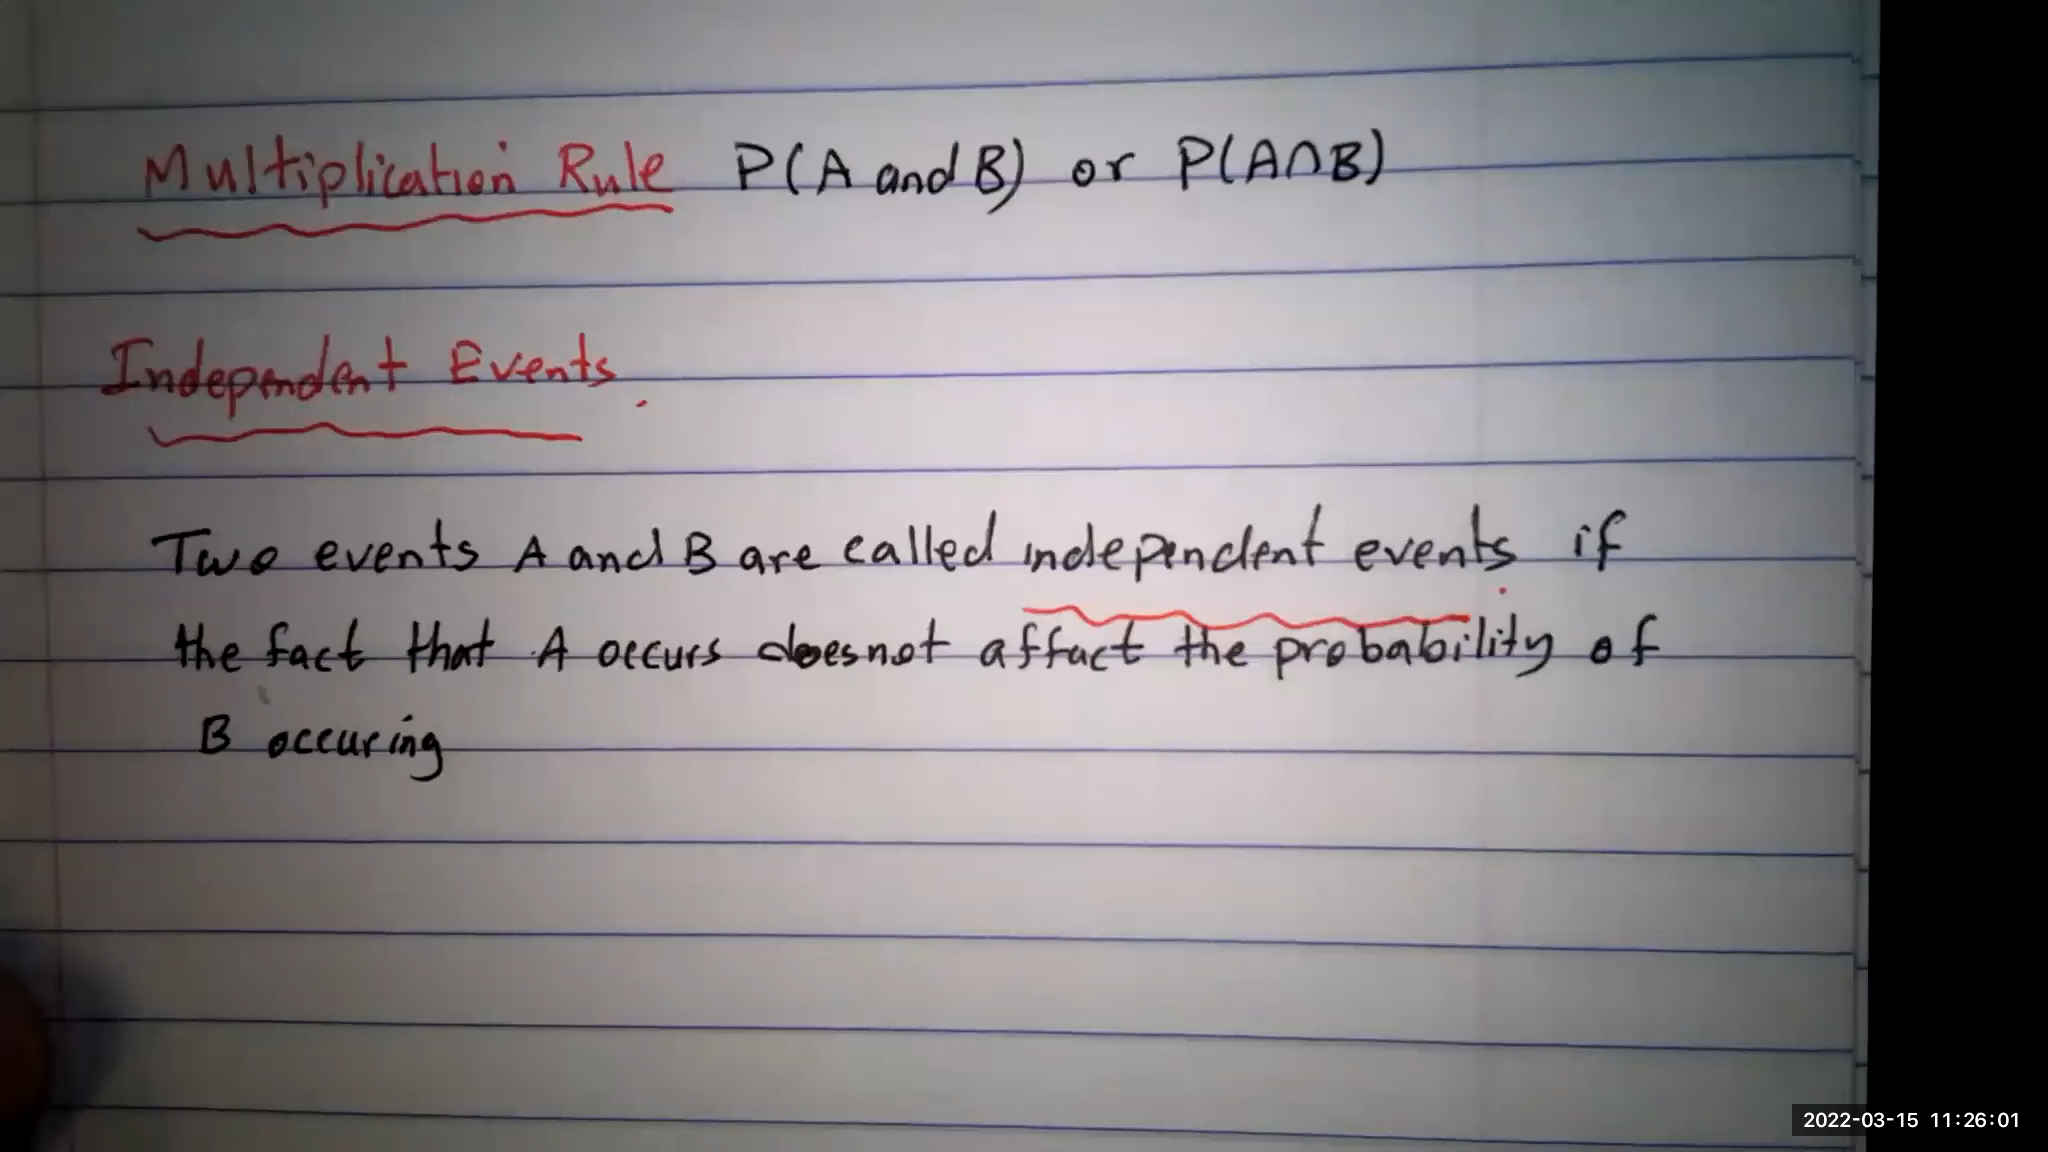 Multiplication Rule P(A and B) or P(A∩B)
Independent Events.
Two events A and B are called independent events if
the fact that A occurs doesnot affuct the probability of
B occuring
2022-03-15 11:26:01